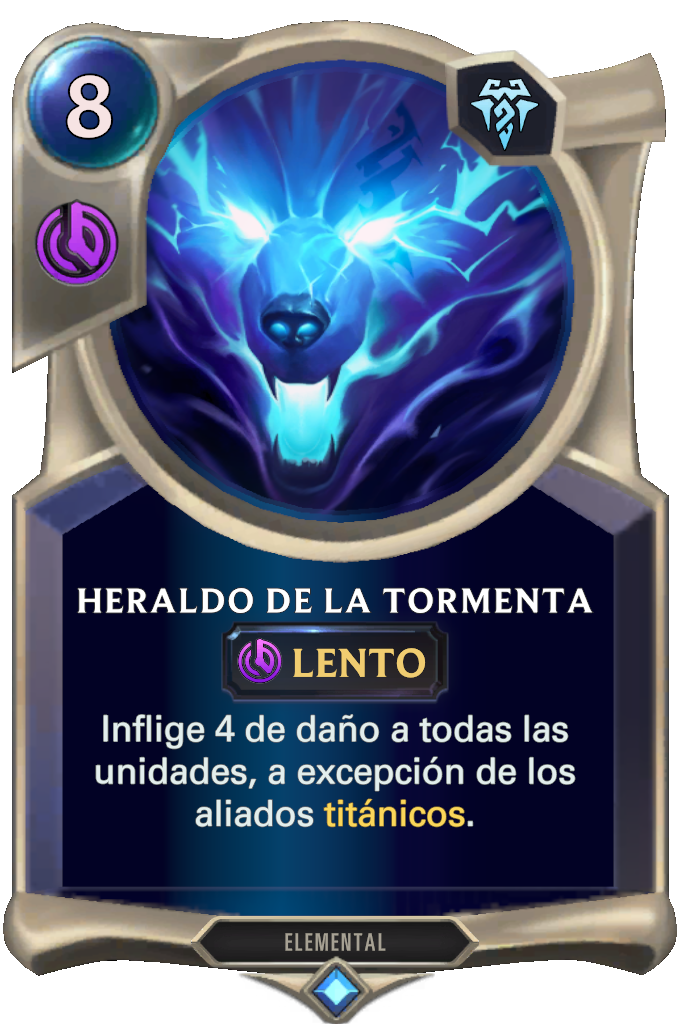 8
HERALDO DE LA TORMENTA
LENTO
Inflige 4 de daño a todas las
unidades, a excepción de los
aliados titánicos.
ELEMENTAL